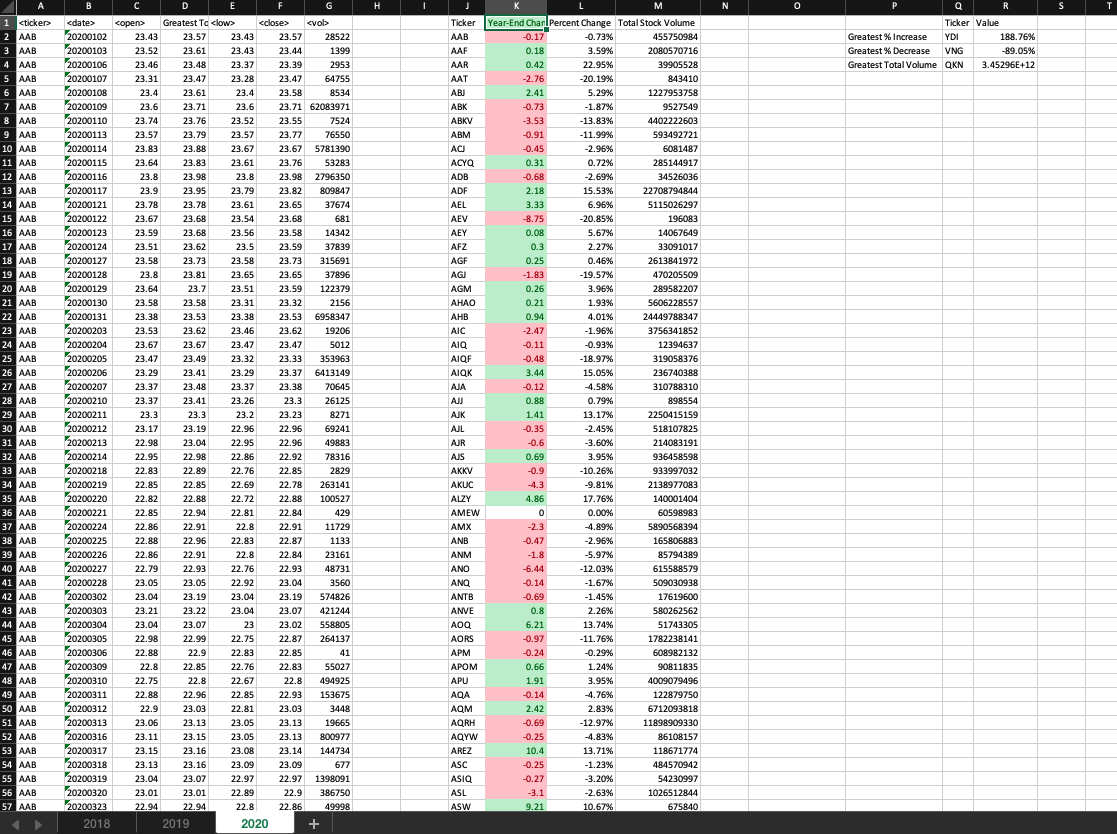 A B C D E F G H I J K L M N O P Q R S T
1 <ticker> <date> <open> Greatest To <low> <close> <vol> Ticker Year-End Chan Percent Change Total Stock Volume Ticker Value
2 AAB 20200102 23.43 23.57 23.43 23.57 28522 AAB -0.17 -0.73% 455750984 Greatest % Increase YDI 188.76%
3 AAB 20200103 23.52 23.61 23.43 23.44 1399 AAF 0.18 3.59% 2080570716 Greatest % Decrease VNG -89.05%
4 AAB 20200106 23.46 23.48 23.37 23.39 2953 AAR 0.42 22.95% 39905528 Greatest Total Volume QKN 3.45296E+12
5 AAB 20200107 23.31 23.47 23.28 23.47 64755 AAT -2.76 -20.19% 843410
6 AAB 20200108 23.4 23.61 23.4 23.58 8534 ABJ 2.41 5.29% 1227953758
7 AAB 20200109 23.6 23.71 23.6 23.71 62083971 ABK -0.73 -1.87% 9527549
8 AAB 20200110 23.74 23.76 23.52 23.55 7524 ABKV -3.53 -13.83% 4402222603
9 AAB 20200113 23.57 23.79 23.57 23.77 76550 ABM -0.91 -11.99% 593492721
10 AAB 20200114 23.83 23.88 23.67 23.67 5781390 ACJ -0.45 -2.96% 6081487
11 AAB 20200115 23.64 23.83 23.61 23.76 53283 ACYQ 0.31 0.72% 285144917
12 AAB 20200116 23.8 23.98 23.8 23.98 2796350 ADB -0.68 -2.69% 34526036
13 AAB 20200117 23.9 23.95 23.79 23.82 809847 ADF 2.18 15.53% 22708794844
14 AAB 20200121 23.78 23.78 23.61 23.65 37674 AEL 3.33 6.96% 5115026297
15 AAB 20200122 23.67 23.68 23.54 23.68 681 AEV -8.75 -20.85% 196083
16 AAB 20200123 23.59 23.68 23.56 23.58 14342 AEY 0.08 5.67% 14067649
17 AAB 20200124 23.51 23.62 23.5 23.59 37839 AFZ 0.3 2.27% 33091017
18 AAB 20200127 23.58 23.73 23.58 23.73 315691 AGF 0.25 0.46% 2613841972
19 AAB 20200128 23.8 23.81 23.65 23.65 37896 AGJ -1.83 -19.57% 470205509
20 AAB 20200129 23.64 23.7 23.51 23.59 122379 AGM 0.26 3.96% 289582207
21 AAB 20200130 23.58 23.58 23.31 23.32 2156 AHAO 0.21 1.93% 5606228557
22 AAB 20200131 23.38 23.53 23.38 23.53 6958347 AHB 0.94 4.01% 24449788347
23 AAB 20200203 23.53 23.62 23.46 23.62 19206 AIC -2.47 -1.96% 3756341852
24 AAB 20200204 23.67 23.67 23.47 23.47 5012 AIQ -0.11 -0.93% 12394637
25 AAB 20200205 23.47 23.49 23.32 23.33 353963 AIQF -0.48 -18.97% 319058376
26 AAB 20200206 23.29 23.41 23.29 23.37 6413149 AIQK 3.44 15.05% 236740388
27 AAB 20200207 23.37 23.48 23.37 23.38 70645 AJA -0.12 -4.58% 310788310
28 AAB 20200210 23.37 23.41 23.26 23.3 26125 AJJ 0.88 0.79% 898554
29 AAB 20200211 23.3 23.3 23.2 23.23 8271 AJK 1.41 13.17% 2250415159
30 AAB 20200212 23.17 23.19 22.96 22.96 69241 AJL -0.35 -2.45% 518107825
31 AAB 20200213 22.98 23.04 22.95 22.96 49883 AJR -0.6 -3.60% 214083191
32 AAB 20200214 22.95 22.98 22.86 22.92 78316 AJS 0.69 3.95% 936458598
33 AAB 20200218 22.83 22.89 22.76 22.85 2829 AKKV -0.9 -10.26% 933997032
34 AAB 20200219 22.85 22.85 22.69 22.78 263141 AKUC -4.3 -9.81% 2138977083
35 AAB 20200220 22.82 22.88 22.72 22.88 100527 ALZY 4.86 17.76% 140001404
36 AAB 20200221 22.85 22.94 22.81 22.84 429 AMEW 0 0.00% 60598983
37 AAB 20200224 22.86 22.91 22.8 22.91 11729 AMX -2.3 -4.89% 5890568394
38 AAB 20200225 22.88 22.96 22.83 22.87 1133 ANB -0.47 -2.96% 165806883
39 AAB 20200226 22.86 22.91 22.8 22.84 23161 ANM -1.8 -5.97% 85794389
40 AAB 20200227 22.79 22.93 22.76 22.93 48731 ANO -6.44 -12.03% 615588579
41 AAB 20200228 23.05 23.05 22.92 23.04 3560 ANQ -0.14 -1.67% 509030938
42 AAB 20200302 23.04 23.19 23.04 23.19 574826 ANTB -0.69 -1.45% 17619600
43 AAB 20200303 23.21 23.22 23.04 23.07 421244 ANVE 0.8 2.26% 580262562
44 AAB 20200304 23.04 23.07 23 23.02 558805 AOQ 6.21 13.74% 51743305
45 AAB 20200305 22.98 22.99 22.75 22.87 264137 AORS -0.97 -11.76% 1782238141
46 AAB 20200306 22.88 22.9 22.83 22.85 41 APM -0.24 -0.29% 608982132
47 AAB 20200309 22.8 22.85 22.76 22.83 55027 APOM 0.66 1.24% 90811835
48 AAB 20200310 22.75 22.8 22.67 22.8 494925 APU 1.91 3.95% 4009079496
49 AAB 20200311 22.88 22.96 22.85 22.93 153675 AQA -0.14 -4.76% 122879750
50 AAB 20200312 22.9 23.03 22.81 23.03 3448 AQM 2.42 2.83% 6712093818
51 AAB 20200313 23.06 23.13 23.05 23.13 19665 AQRH -0.69 -12.97% 11898909330
52 AAB 20200316 23.11 23.15 23.05 23.13 800977 AQYW -0.25 -4.83% 86108157
53 AAB 20200317 23.15 23.16 23.08 23.14 144734 AREZ 10.4 13.71% 118671774
54 AAB 20200318 23.13 23.16 23.09 23.09 677 ASC -0.25 -1.23% 484570942
55 AAB 20200319 23.04 23.07 22.97 22.97 1398091 ASIQ -0.27 -3.20% 54230997
56 AAB 20200320 23.01 23.01 22.89 22.9 386750 ASL -3.1 -2.63% 1026512844
57 AAB 20200323 22.94 22.94 22.8 22.86 49998 ASW 9.21 10.67% 675840
2018 2019 2020 +